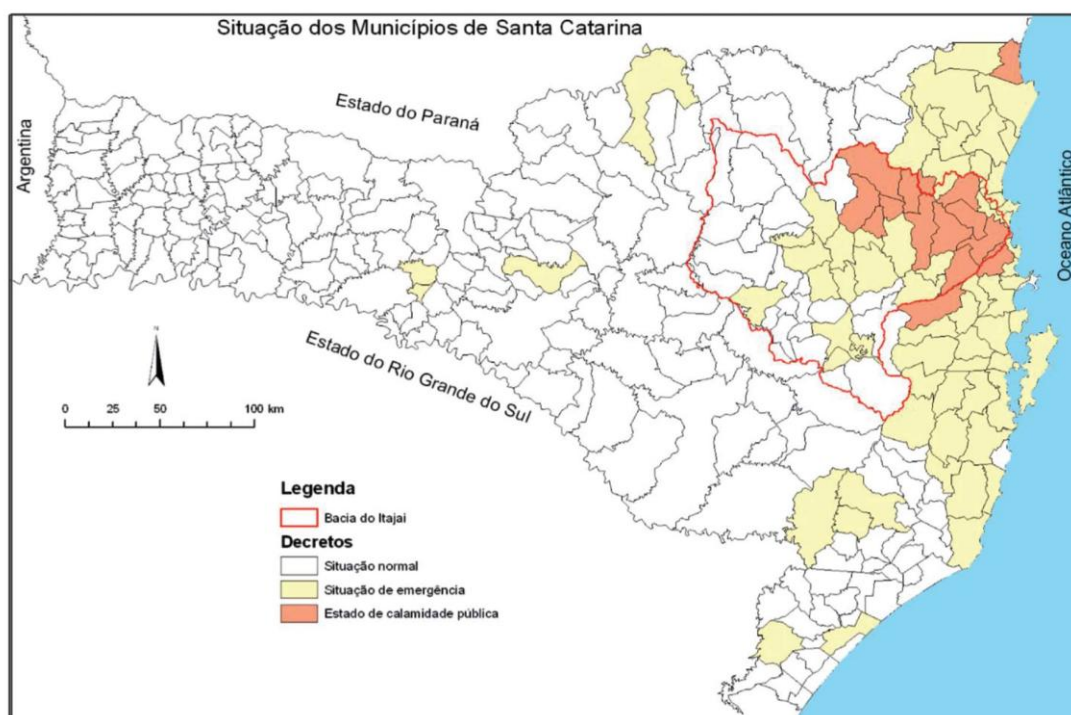 Situação dos Municípios de Santa Catarina
Estado do Paraná
Argentina
Oceano Atlântico
Estado do Rio Grande do Sul
N
0 25 50 100 km
Legenda
Bacia do Itajai
Decretos
Situação normal
Situação de emergência
Estado de calamidade pública